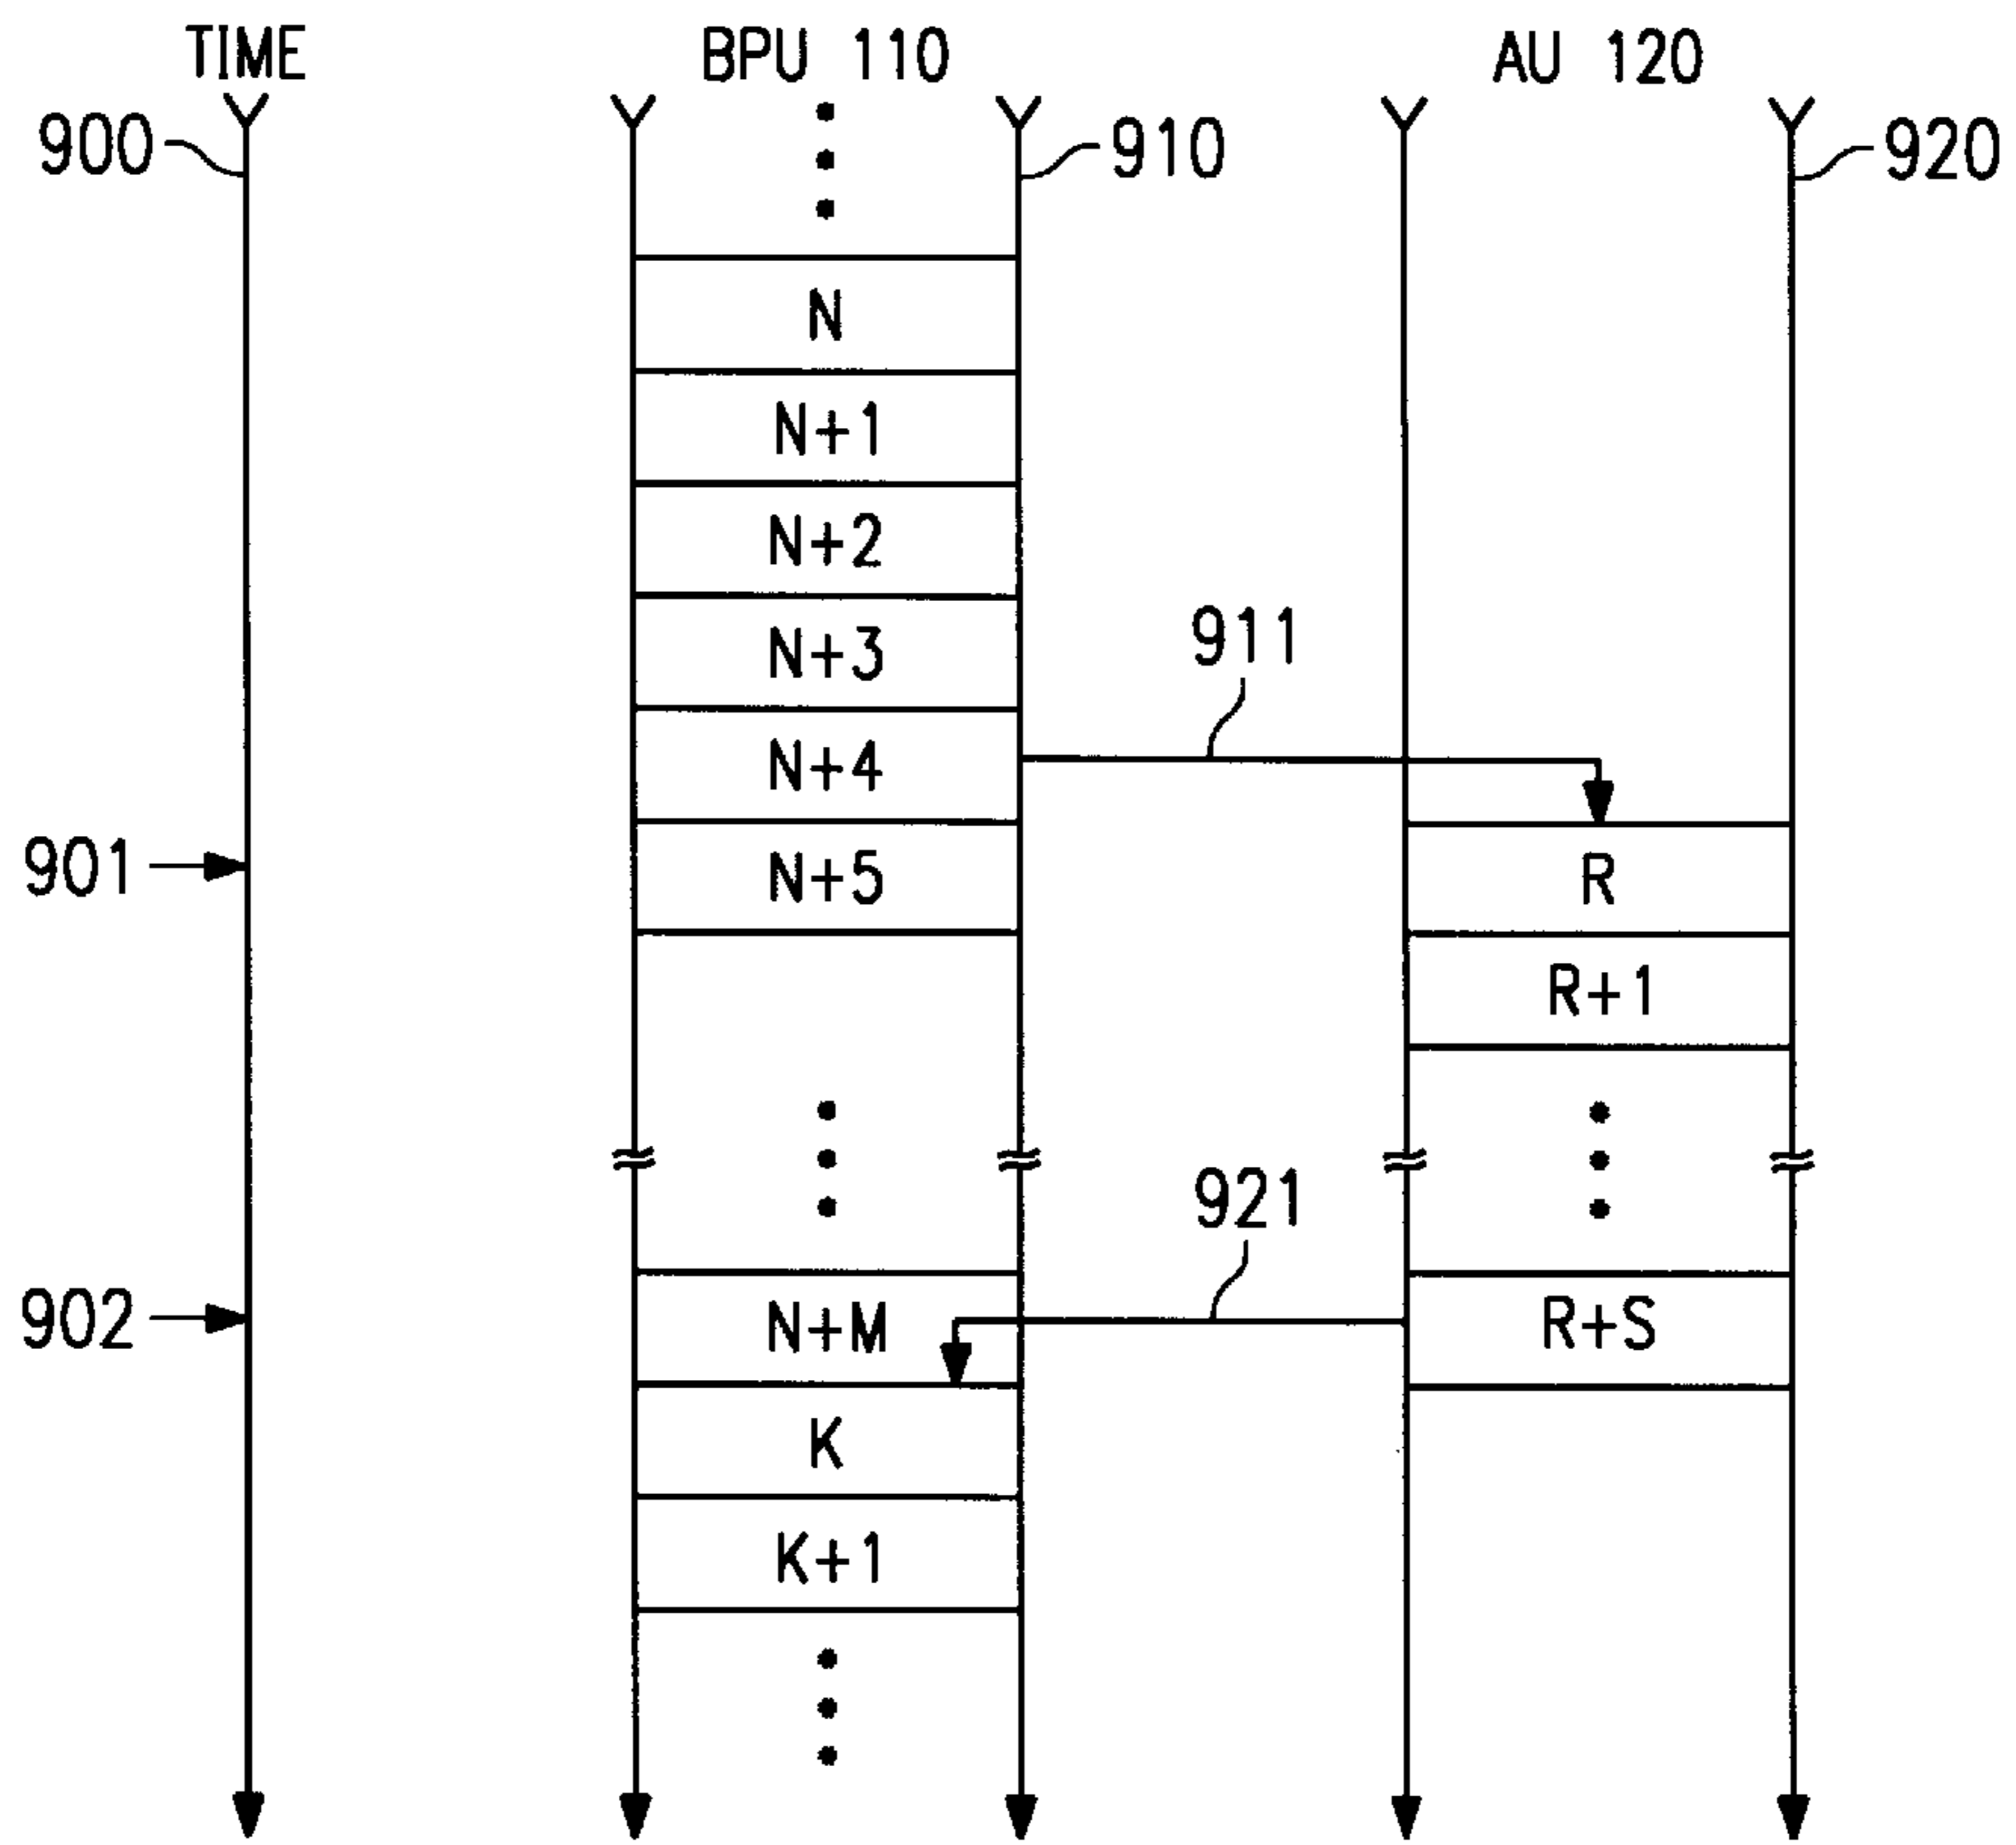 TIME BPU 110 AU 120
900 910 920
N
N+1
N+2
N+3
911
N+4
901 N+5 R
R+1
921
902 N+M R+S
K
K+1